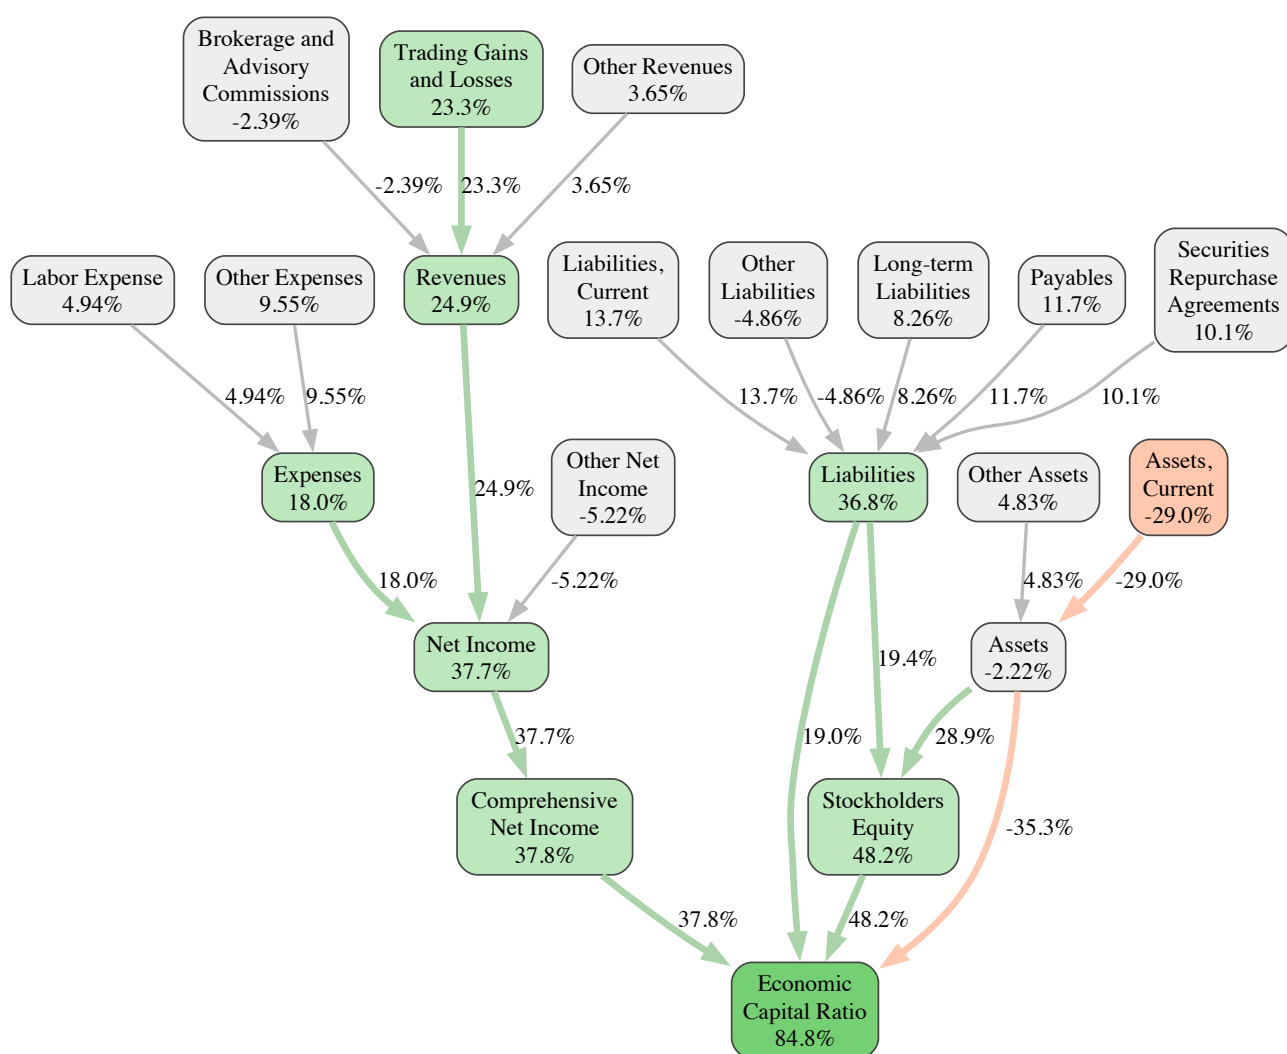 Brokerage and
Advisory
Commissions
-2.39%
Trading Gains
and Losses
23.3%
Other Revenues
3.65%
-2.39%
23.3%
3.65%
Labor Expense
4.94%
Other Expenses
9.55%
Revenues
24.9%
Liabilities,
Current
13.7%
Other
Liabilities
-4.86%
Long-term
Liabilities
8.26%
Payables
11.7%
Securities
Repurchase
Agreements
10.1%
4.94%
9.55%
13.7%
-4.86%
8.26%
11.7%
10.1%
Expenses
18.0%
24.9%
Other Net
Income
-5.22%
Liabilities
36.8%
Other Assets
4.83%
Assets,
Current
-29.0%
18.0%
-5.22%
4.83%
-29.0%
Net Income
37.7%
19.4%
Assets
-2.22%
37.7%
19.0%
28.9%
Comprehensive
Net Income
37.8%
Stockholders
Equity
48.2%
-35.3%
37.8%
48.2%
Economic
Capital Ratio
84.8%